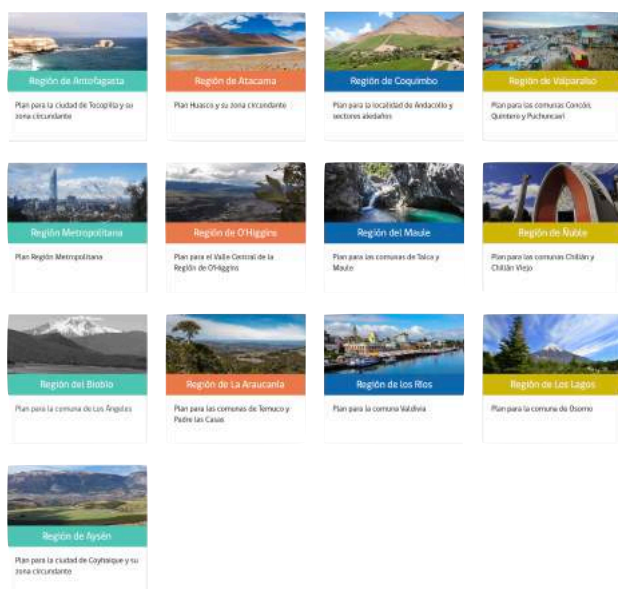 Región de Antofagasta
Plan para la ciudad de Tocopilla y su
zona circundante
Región de Atacama
Plan Huasco y su zona circundante
Región de Coquimbo
Plan para la localidad de Andacollo y
sectores aledaños
Región de Valparaíso
Plan para las comunas Concón,
Quintero y Puchuncaví
Región Metropolitana
Plan Región Metropolitana
Región de O'Higgins
Plan para el Valle Central de la
Región de O'Higgins
Región del Maule
Plan para las comunas de Talca y
Maule
Región de Ñuble
Plan para las comunas Chillán y
Chillán Viejo
Región del Biobío
Plan para la comuna de Los Ángeles
Región de La Araucanía
Plan para las comunas de Temuco y
Padre las Casas
Región de los Ríos
Plan para la comuna Valdivia
Región de Los Lagos
Plan para la comuna de Osorno
Región de Aysén
Plan para la ciudad de Coyhaique y su
zona circundante